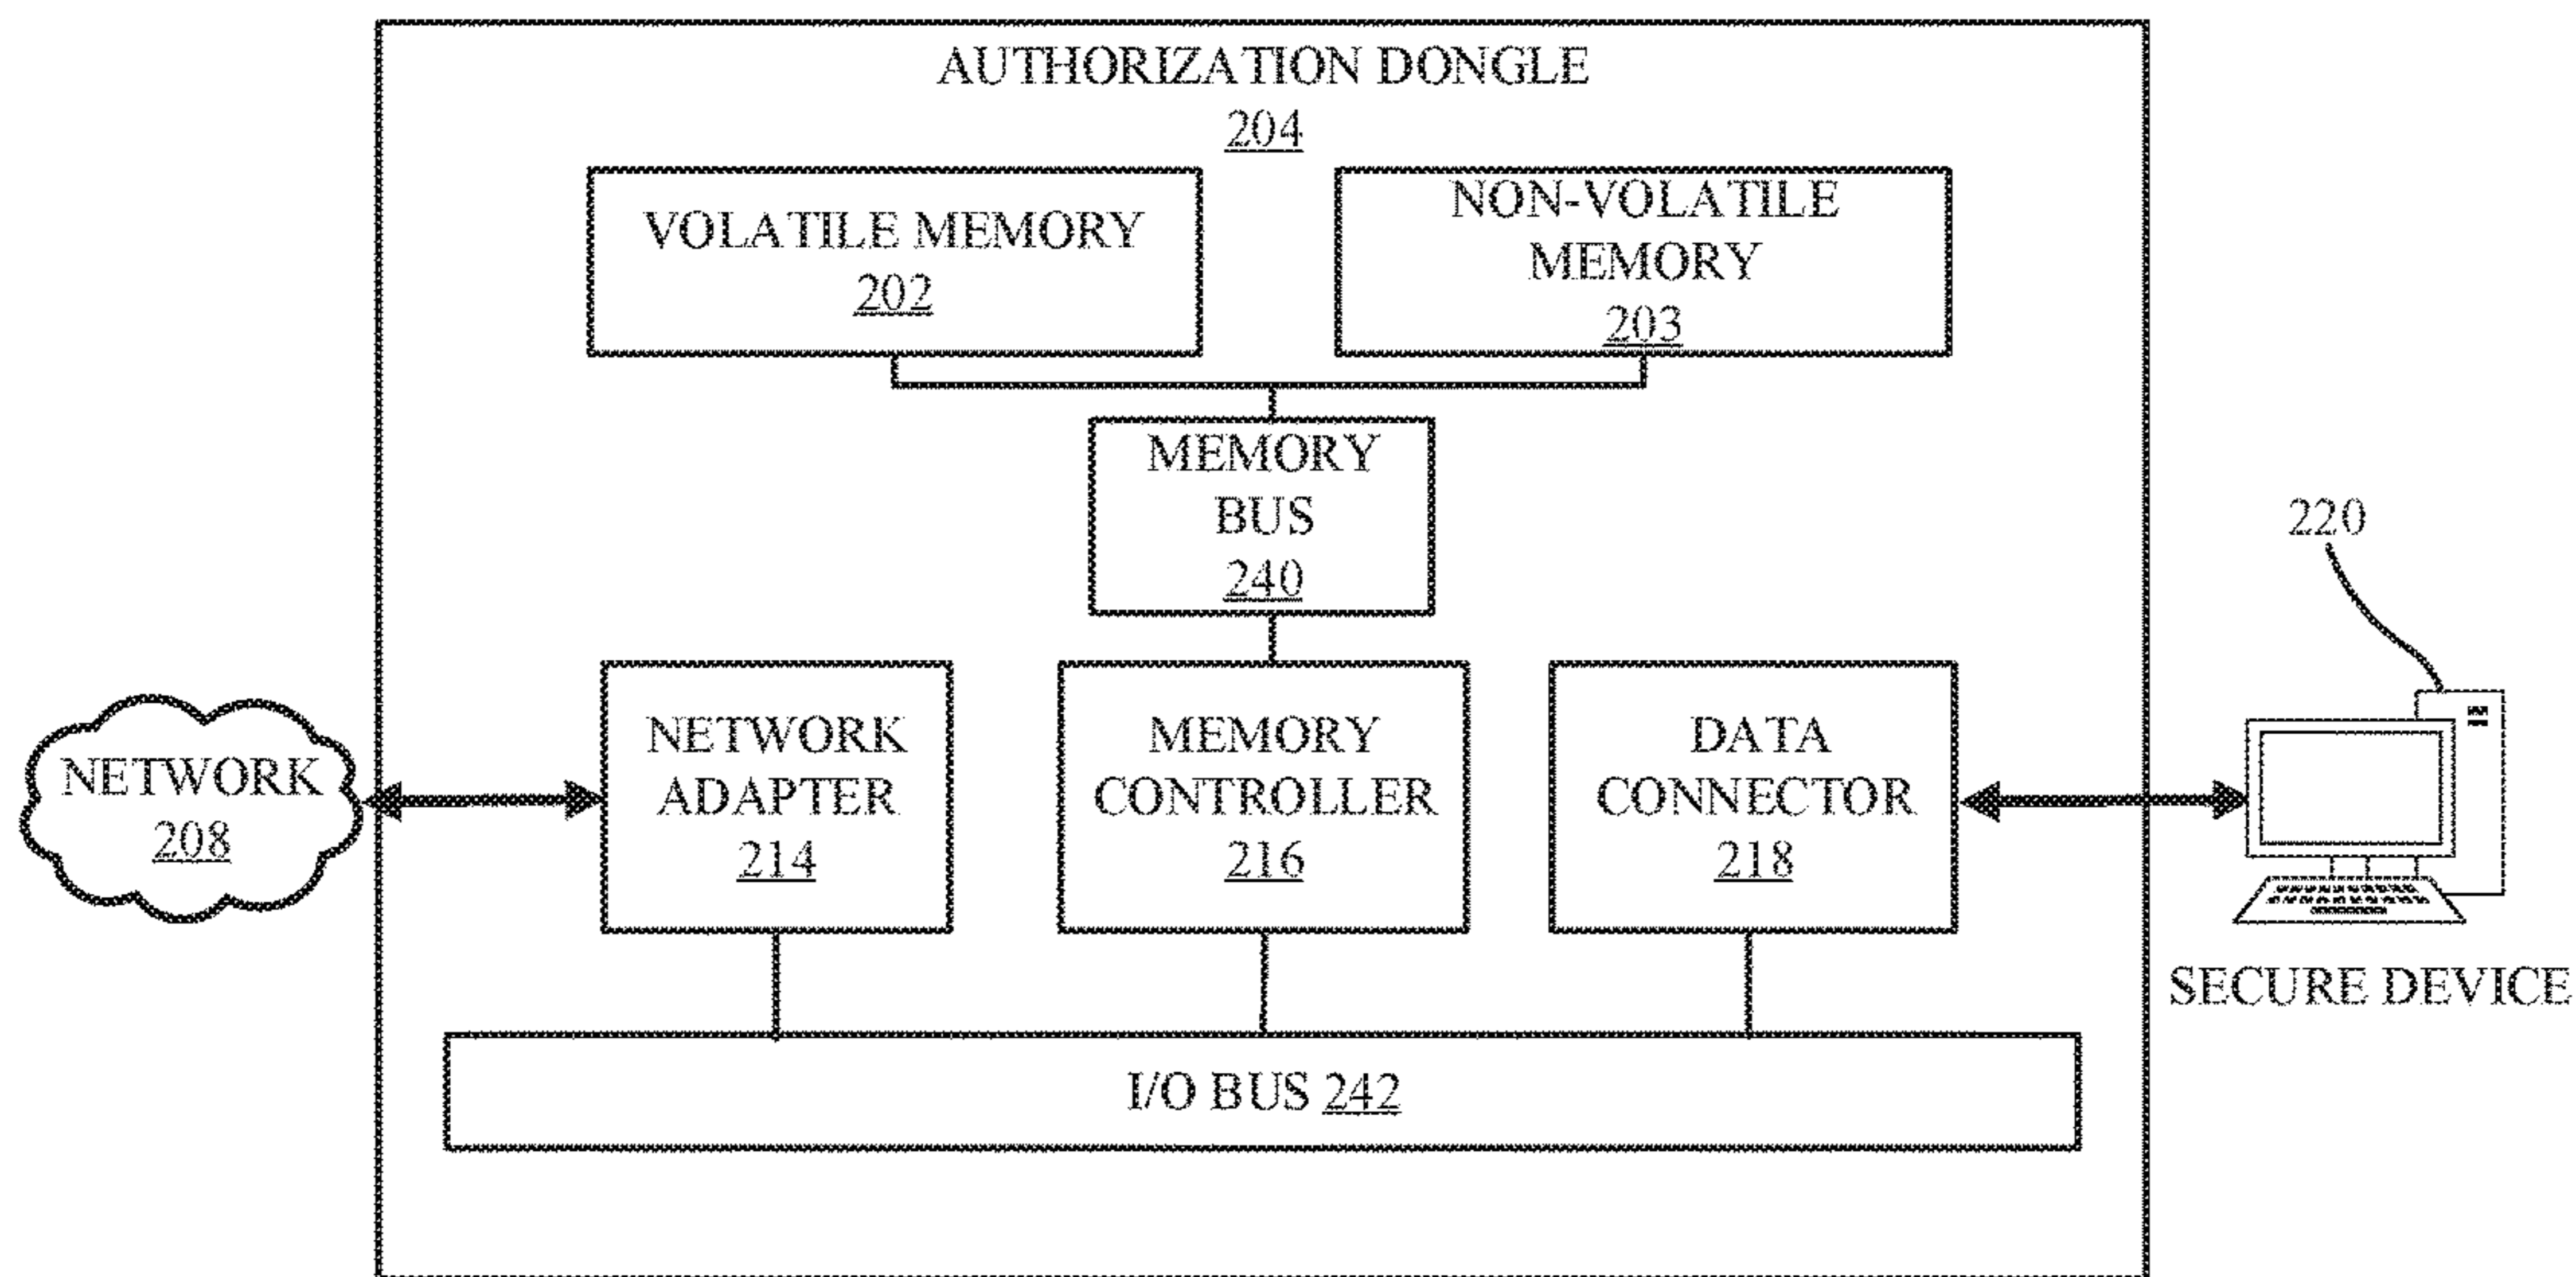 AUTHORIZATION DONGLE
204
VOLATILE MEMORY
202
NON-VOLATILE
MEMORY
203
MEMORY
BUS
240
220
NETWORK
208
NETWORK
ADAPTER
214
MEMORY
CONTROLLER
216
DATA
CONNECTOR
218
SECURE DEVICE
I/O BUS 242